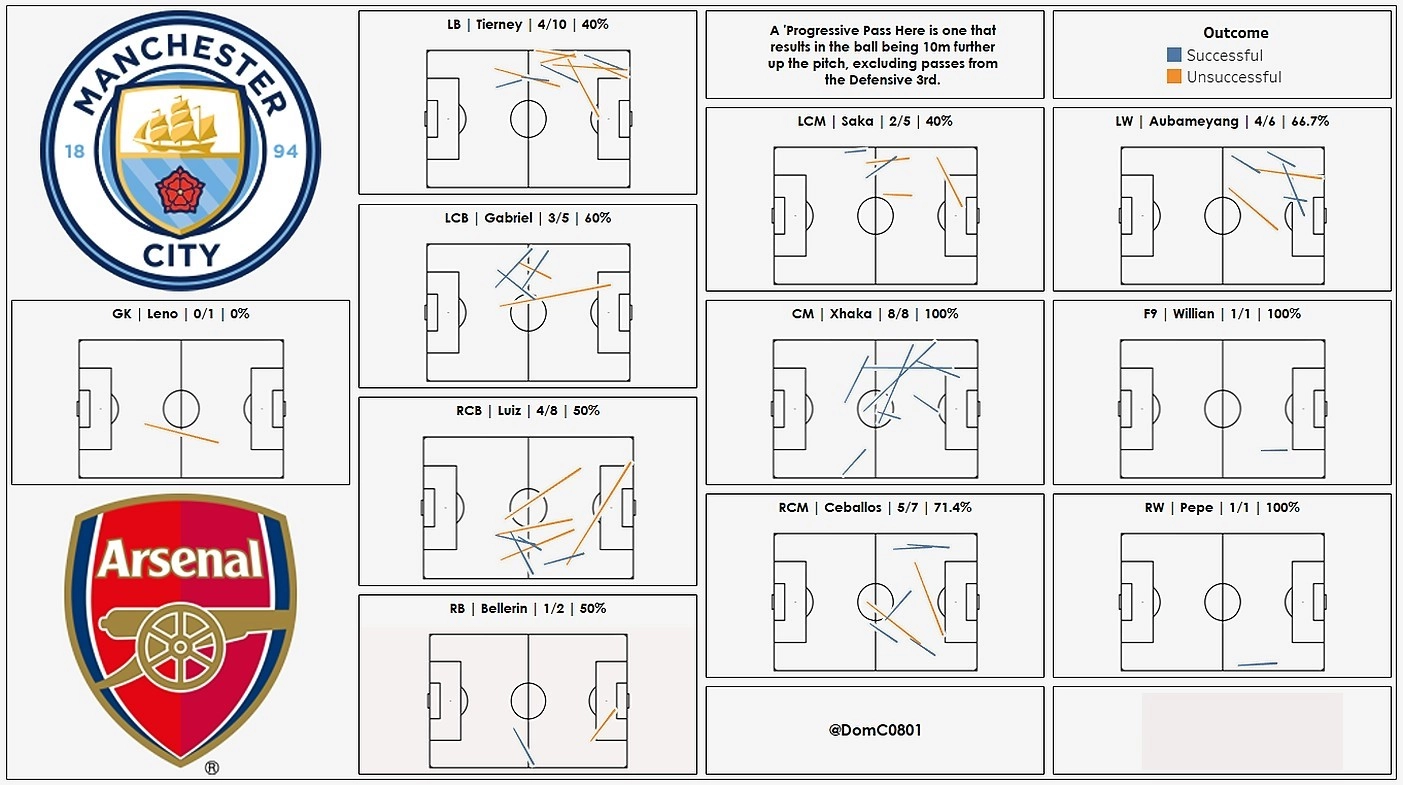 MANCHESTER
18 94
CITY
GK | Leno | 0/1 | 0%
Arsenal
®
LB | Tierney | 4/10 | 40%
LCB | Gabriel | 3/5 | 60%
RCB | Luiz | 4/8 | 50%
RB | Bellerin | 1/2 | 50%
A 'Progressive Pass Here is one that
results in the ball being 10m further
up the pitch, excluding passes from
the Defensive 3rd.
LCM | Saka | 2/5 | 40%
CM | Xhaka | 8/8 | 100%
RCM | Ceballos | 5/7 | 71.4%
@DomC0801
Outcome
Successful
Unsuccessful
LW | Aubameyang | 4/6 | 66.7%
F9 | Willian | 1/1 | 100%
RW | Pepe | 1/1 | 100%